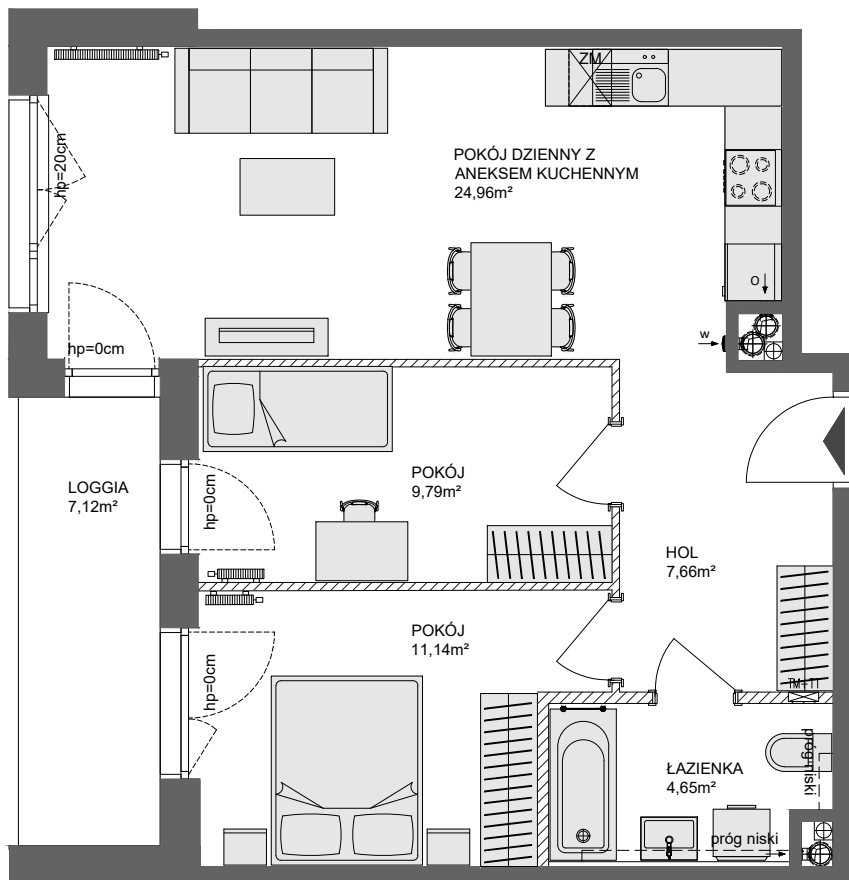 ZM
hp=20cm
POKÓJ DZIENNY Z
ANEKSEM KUCHENNYM
24,96m²
O
w
hp=0cm
LOGGIA
7,12m²
hp=0cm
POKÓJ
9,79m²
HOL
7,66m²
POKÓJ
11,14m²
hp=0cm
TM+TT
ŁAZIENKA
4,65m²
próg niski
próg niski